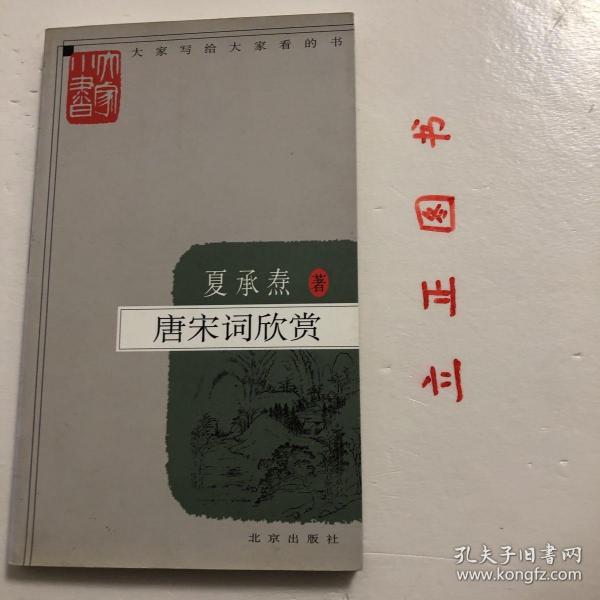 大家写给大家看的书
大家
小書
夏承焘 著
唐宋词欣赏
北京出版社
立正图书
孔夫子旧书网
www.kongfz.com